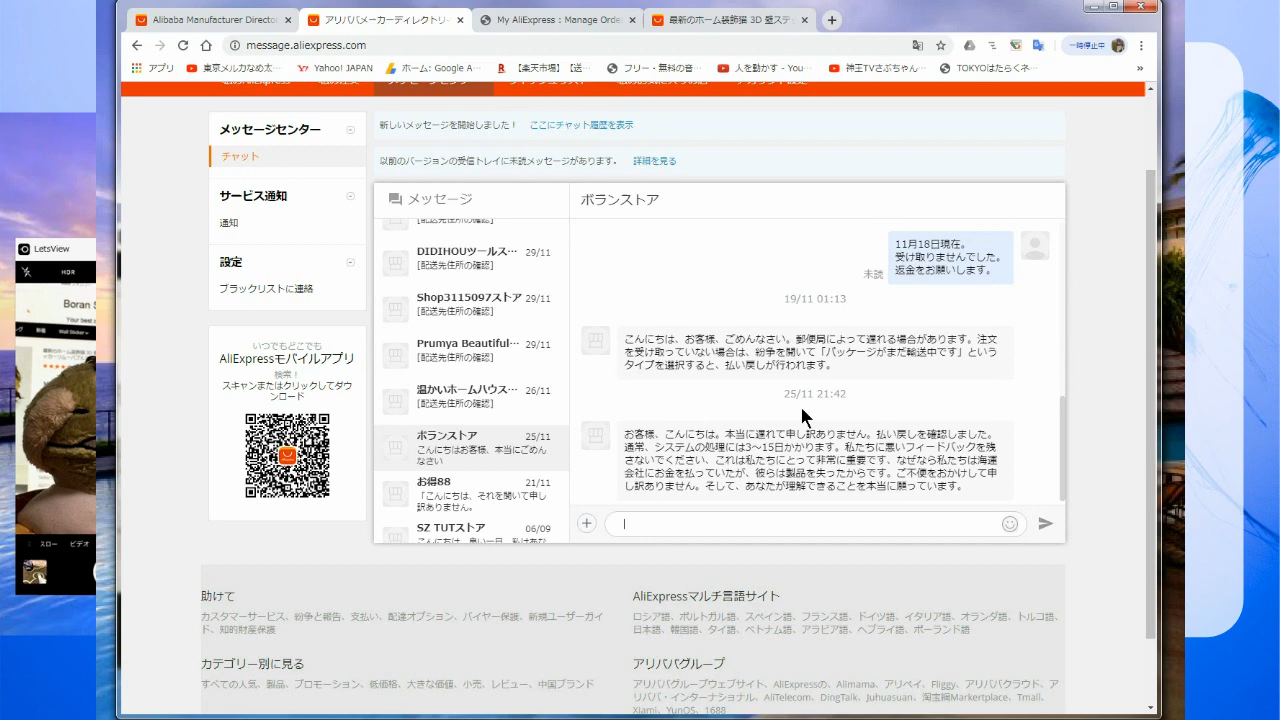 Alibaba Manufacturer Directo
アリババメーカーディレクトリ-
My AliExpress : Manage Orde
最新のホーム装飾猫 3D 壁ステ
message.aliexpress.com
一時停止中
アプリ
東京メルカなめ太…
Yahoo! JAPAN
ホーム: Google A…
【楽天市場】【送…
フリー・無料の音…
人を動かす - You…
神王TVさぶちゃん…
TOKYOはたらくネ…
メッセージセンター
チャット
サービス通知
通知
設定
ブラックリストに連絡
いつでもどこでも
AliExpressモバイルアプリ
検索！
スキャンまたはクリックしてダウ
ンロード
新しいメッセージを開始しました！ ここにチャット履歴を表示
以前のバージョンの受信トレイに未読メッセージがあります。 詳細を見る
メッセージ
[配送先住所の確認]
DIDIHOUツールス… 29/11
[配送先住所の確認]
Shop3115097ストア 29/11
[配送先住所の確認]
Prumya Beautiful… 29/11
[配送先住所の確認]
温かいホームハウス… 26/11
[配送先住所の確認]
ボランストア 25/11
こんにちはお客様、本当にごめん
なさい
お得88 21/11
「こんにちは、それを聞いて申し
訳ありません。
SZ TUTストア 06/09
ボランストア
11月18日現在。
受け取りませんでした。
返金をお願いします。
未読
19/11 01:13
こんにちは、お客様、ごめんなさい。郵便局によって遅れる場合があります。注文
を受け取っていない場合は、紛争を開いて「パッケージがまだ輸送中です」という
タイプを選択すると、払い戻しが行われます。
25/11 21:42
お客様、こんにちは。本当に遅れて申し訳ありません。払い戻しを確認しました。
通常、システムの処理には3〜15日かかります。私たちに悪いフィードバックを残
さないでください、これは私たちにとって非常に重要です、なぜなら私たちは海運
会社にお金を払っていたが、彼らは製品を失ったからです。ご不便をおかけして申
し訳ありません。そして、あなたが理解できることを本当に願っています。
助けて
カスタマーサービス、紛争と報告、支払い、配達オプション、バイヤー保護、新規ユーザーガイ
ド、知的財産保護
AliExpressマルチ言語サイト
ロシア語、ポルトガル語、スペイン語、フランス語、ドイツ語、イタリア語、オランダ語、トルコ語、
日本語、韓国語、タイ語、ベトナム語、アラビア語、ヘブライ語、ポーランド語
カテゴリー別に見る
すべての人気、製品、プロモーション、低価格、大きな価値、小売、レビュー、中国ブランド
アリババグループ
アリババグループウェブサイト、AliExpressの、Alimama、アリペイ、Fliggy、アリババクラウド、ア
リババ・インターナショナル、AliTelecom、DingTalk、Juhuasuan、淘宝網Marketplace、Tmall、
Xiami、YunOS、1688
LetsView
HDR
Boran S
Your best o
Wall Sticker
スロー ビデオ